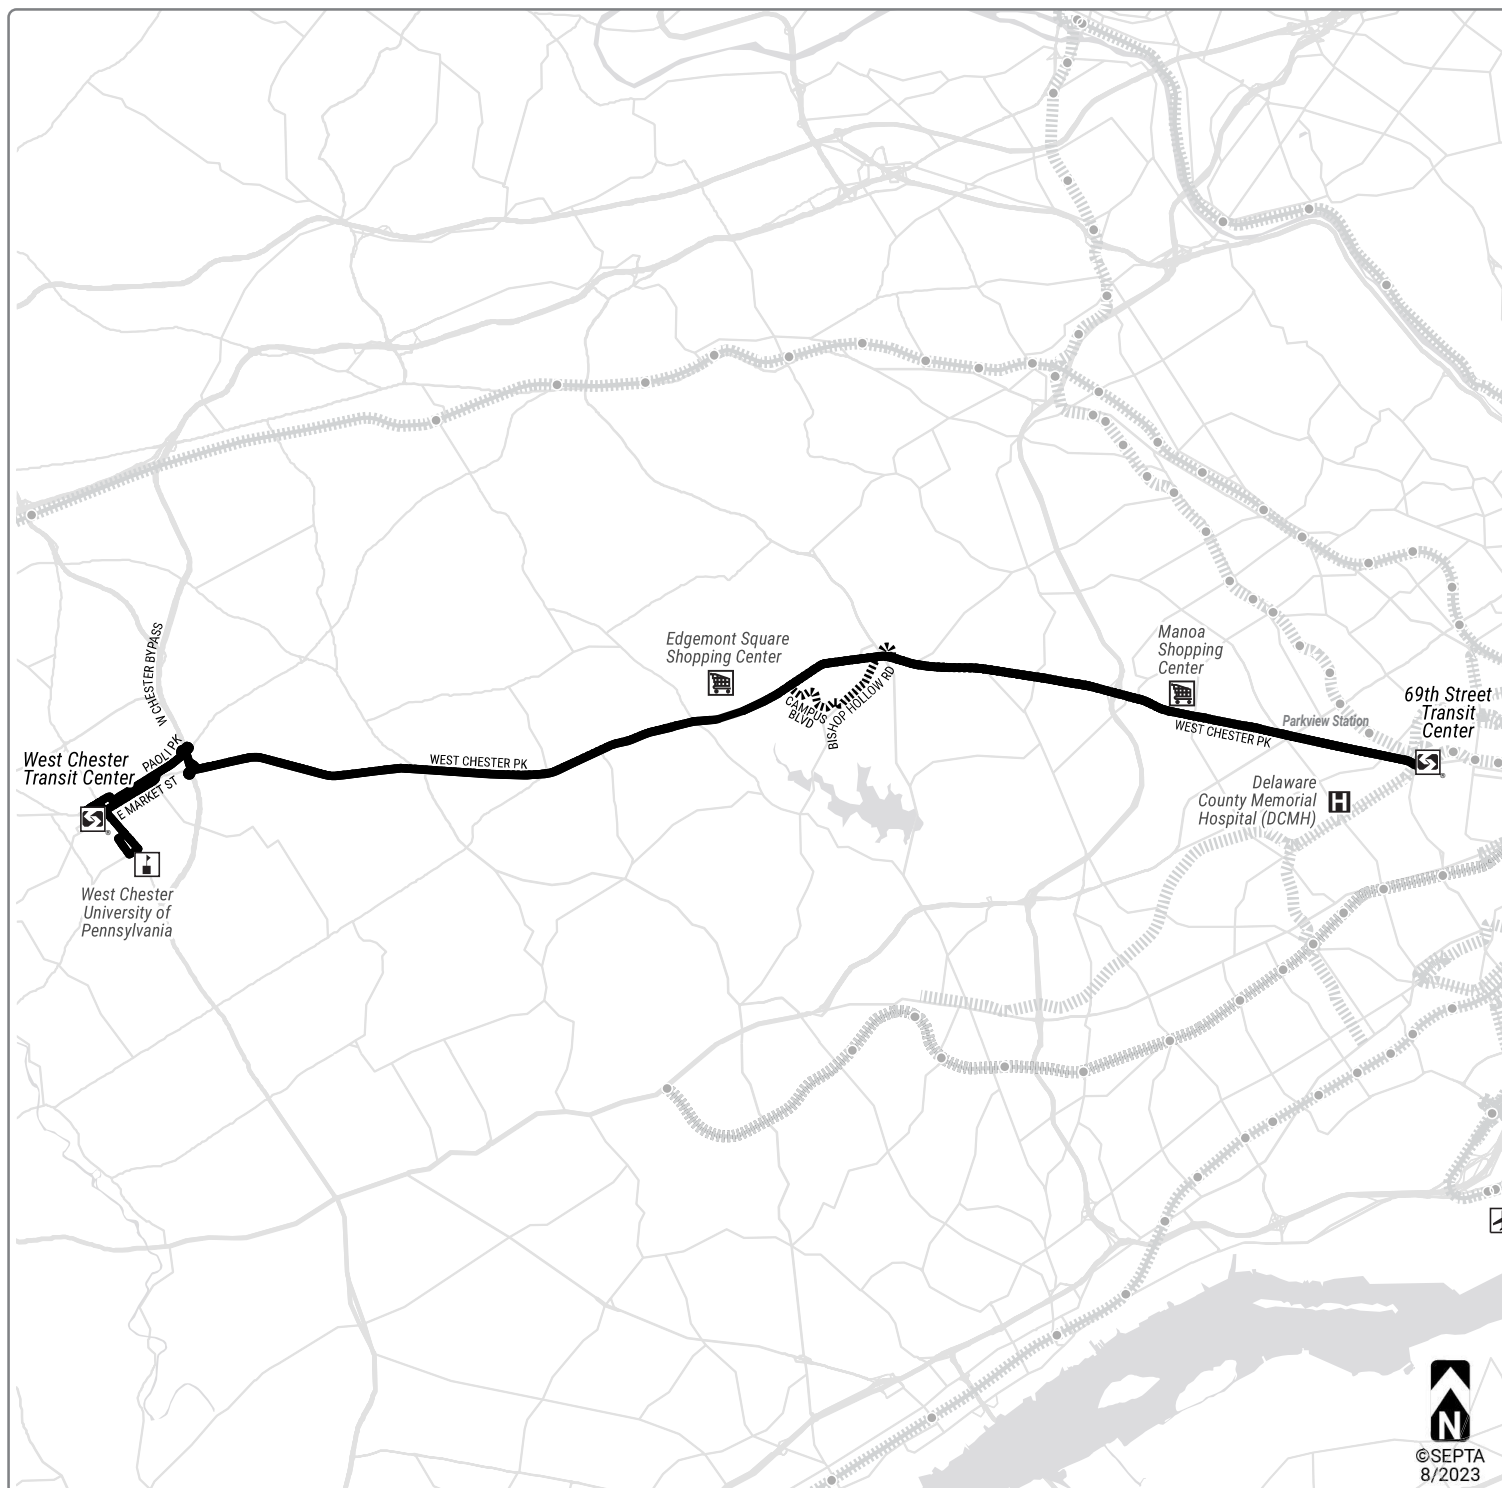 W CHESTER BYPASS
Edgemont Square
Shopping Center
Manoa
Shopping
Center
69th Street
Transit
Center
Parkview Station
CAMPUS
BLVD
BISHOP HOLLOW RD
WEST CHESTER PK
West Chester
Transit Center
PAOLI PK
E MARKET ST
WEST CHESTER PK
Delaware
County Memorial
Hospital (DCMH)
H
West Chester
University of
Pennsylvania
N
©SEPTA
8/2023